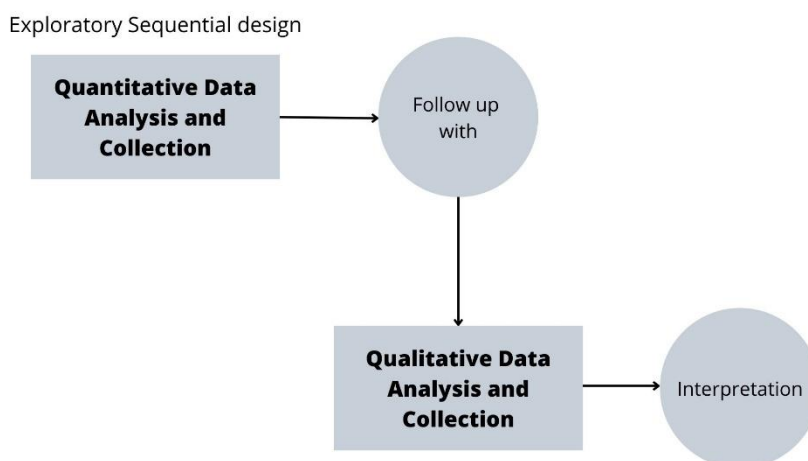 Exploratory Sequential design
Quantitative Data
Analysis and
Collection
Follow up
with
Qualitative Data
Analysis and
Collection
Interpretation